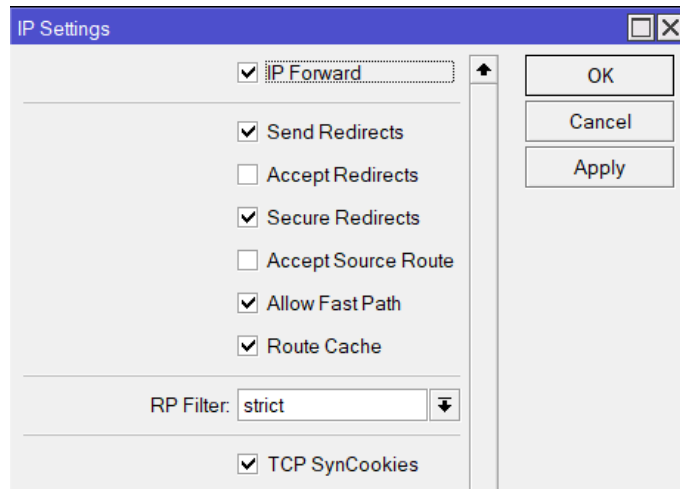 IP Settings
IP Forward
OK
Cancel
Apply
Send Redirects
Accept Redirects
Secure Redirects
Accept Source Route
Allow Fast Path
Route Cache
RP Filter: strict
TCP SynCookies